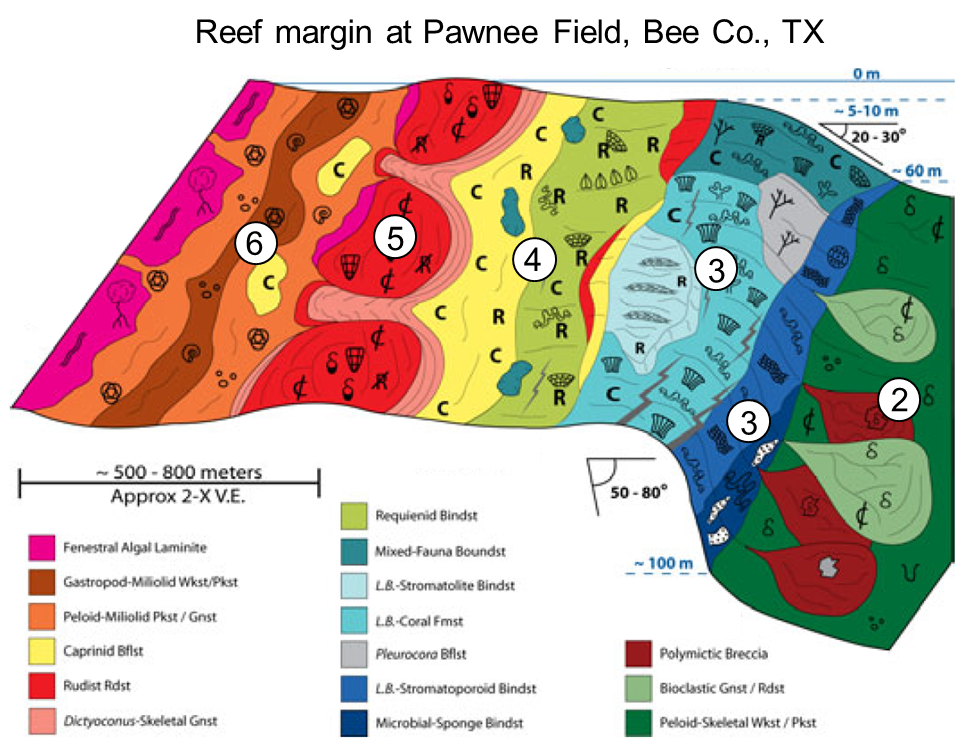 Reef margin at Pawnee Field, Bee Co., TX
0 m
~ 5-10 m
20 - 30°
~ 60 m
C
R
C
C
R
R
C
C
C
R
R
C
R
C
C
4
R
3
R
6
5
C
C
C
R
R
R
C
R
C
C
R
C
3
2
50 - 80°
~ 100 m
~ 500 - 800 meters
Approx 2-X V.E.
Fenestral Algal Laminite
Gastropod-Miliolid Wkst/Pkst
Peloid-Miliolid Pkst / Gnst
Caprinid Bflst
Rudist Rdst
Dictyoconus-Skeletal Gnst
Requienid Bindst
Mixed-Fauna Boundst
L.B.-Stromatolite Bindst
L.B.-Coral Fmst
Pleurocora Bflst
L.B.-Stromatoporoid Bindst
Microbial-Sponge Bindst
Polymictic Breccia
Bioclastic Gnst / Rdst
Peloid-Skeletal Wkst / Pkst